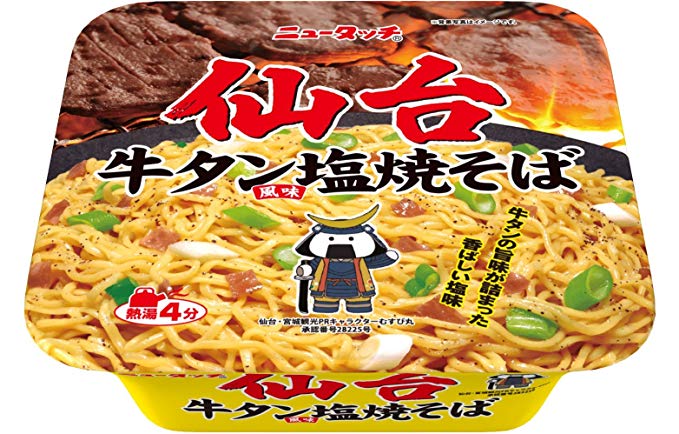 ニュータッチ®
※背景写真はイメージです。
仙台
牛タン風味塩焼そば
牛タンの旨味が詰まった
香ばしい塩味
熱湯4分
仙台・宮城観光PRキャラクターむすび丸
承認番号28225号
仙台
牛タン風味塩焼そば